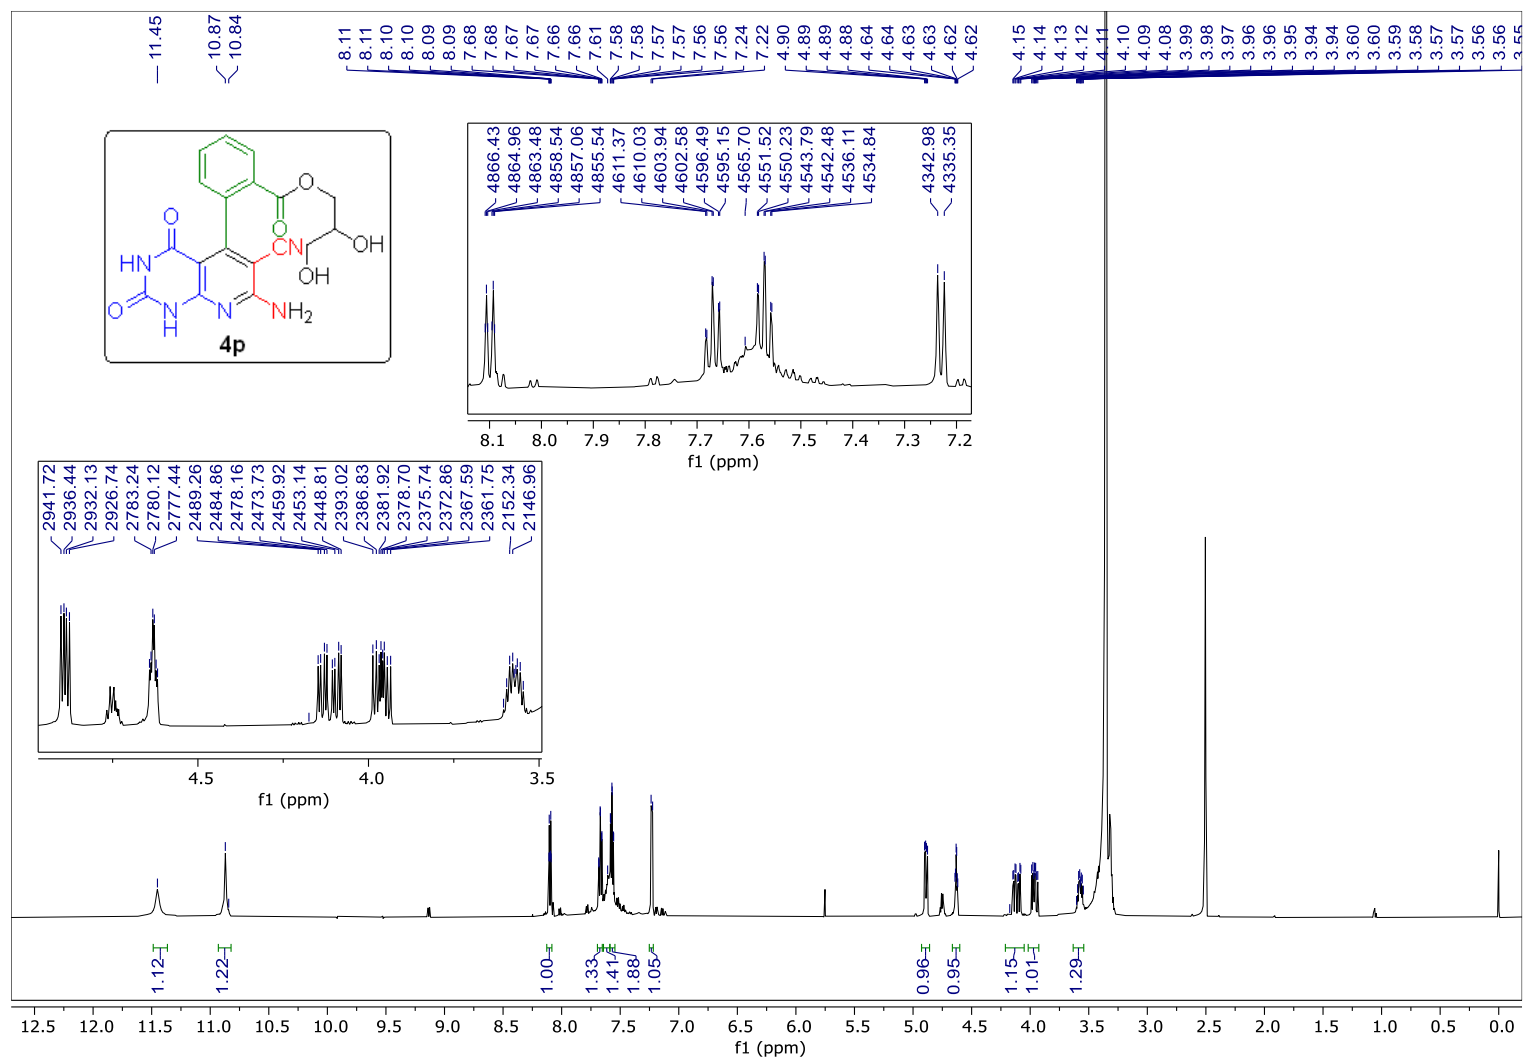 11.45 10.87 10.84 8.11 8.11 8.10 8.10 8.09 8.09 7.68 7.68 7.67 7.67 7.66 7.66 7.61 7.58 7.58 7.57 7.57 7.56 7.56 7.24 7.22 4.90 4.89 4.89 4.88 4.64 4.64 4.63 4.63 4.62 4.62 4.15 4.14 4.13 4.12 4.11 4.10 4.09 4.08 3.99 3.98 3.97 3.96 3.96 3.95 3.94 3.94 3.60 3.60 3.59 3.58 3.57 3.57 3.56 3.56 3.55
O
O
O
OH
OH
CN
O
HN
O
N
H
N
NH2
4p
4866.43 4864.96 4863.48 4858.54 4857.06 4855.54 4611.37 4610.03 4603.94 4602.58 4596.49 4595.15 4565.70 4551.52 4550.23 4543.79 4542.48 4536.11 4534.84 4342.98 4335.35
8.1 8.0 7.9 7.8 7.7 7.6 7.5 7.4 7.3 7.2
f1 (ppm)
2941.72 2936.44 2932.13 2926.74 2783.24 2780.12 2777.44 2489.26 2484.86 2478.16 2473.73 2459.92 2453.14 2448.81 2393.02 2386.83 2381.92 2378.70 2375.74 2372.86 2367.59 2361.75 2152.34 2146.96
4.5 4.0 3.5
f1 (ppm)
1.12 1.22 1.00 1.33 1.41 1.88 1.05 0.96 0.95 1.15 1.01 1.29
12.5 12.0 11.5 11.0 10.5 10.0 9.5 9.0 8.5 8.0 7.5 7.0 6.5 6.0 5.5 5.0 4.5 4.0 3.5 3.0 2.5 2.0 1.5 1.0 0.5 0.0
f1 (ppm)